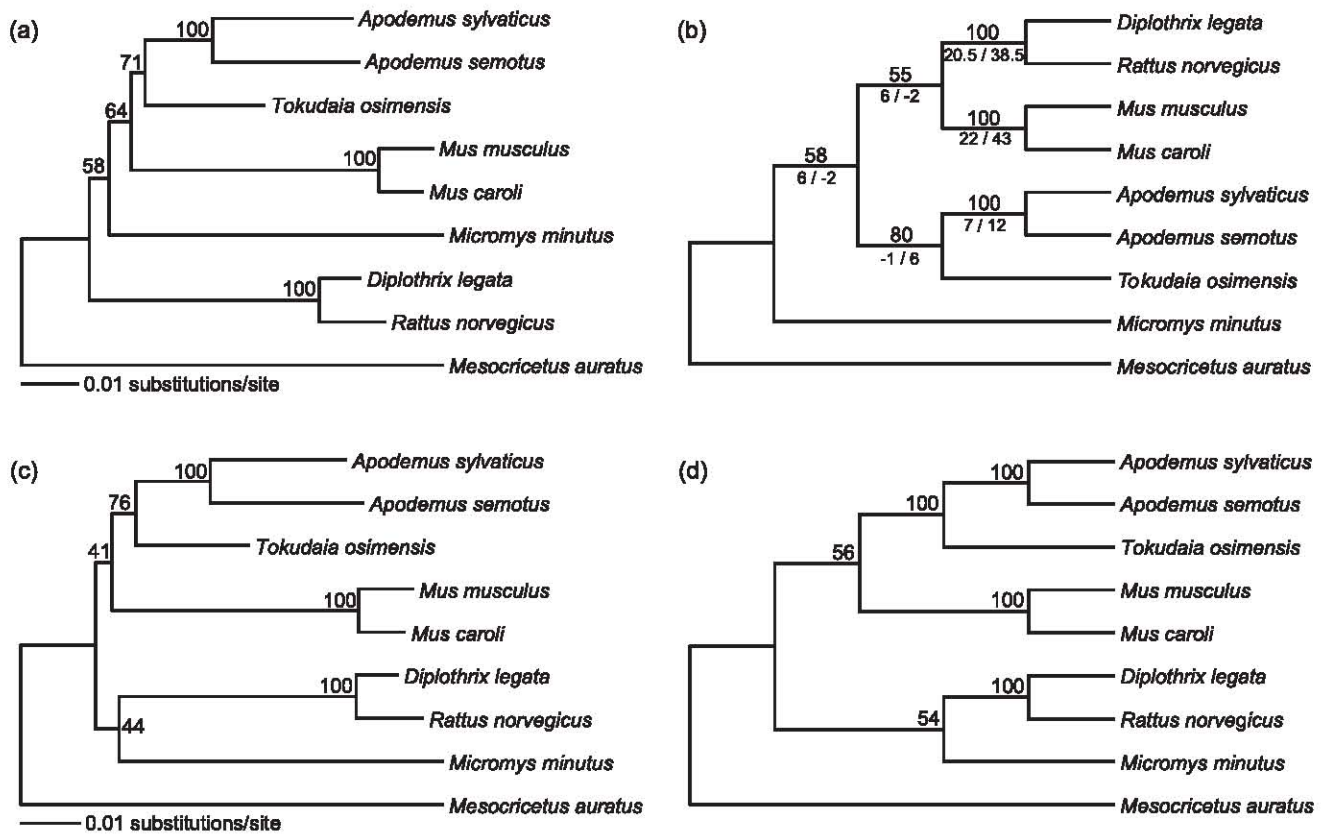 (a)
100
Apodemus sylvaticus
71
Apodemus semotus
Tokudaia osimensis
64
100
Mus musculus
58
Mus caroli
Micromys minutus
100
Diplothrix legata
Rattus norvegicus
Mesocricetus auratus
0.01 substitutions/site
(b)
100
20.5 / 38.5
Diplothrix legata
Rattus norvegicus
55
6 / -2
100
22 / 43
Mus musculus
Mus caroli
58
6 / -2
100
7 / 12
Apodemus sylvaticus
Apodemus semotus
80
-1 / 6
Tokudaia osimensis
Micromys minutus
Mesocricetus auratus
(c)
100
Apodemus sylvaticus
76
Apodemus semotus
Tokudaia osimensis
41
100
Mus musculus
Mus caroli
100
Diplothrix legata
44
Rattus norvegicus
Micromys minutus
Mesocricetus auratus
0.01 substitutions/site
(d)
100
Apodemus sylvaticus
100
Apodemus semotus
Tokudaia osimensis
56
100
Mus musculus
Mus caroli
100
Diplothrix legata
54
Rattus norvegicus
Micromys minutus
Mesocricetus auratus